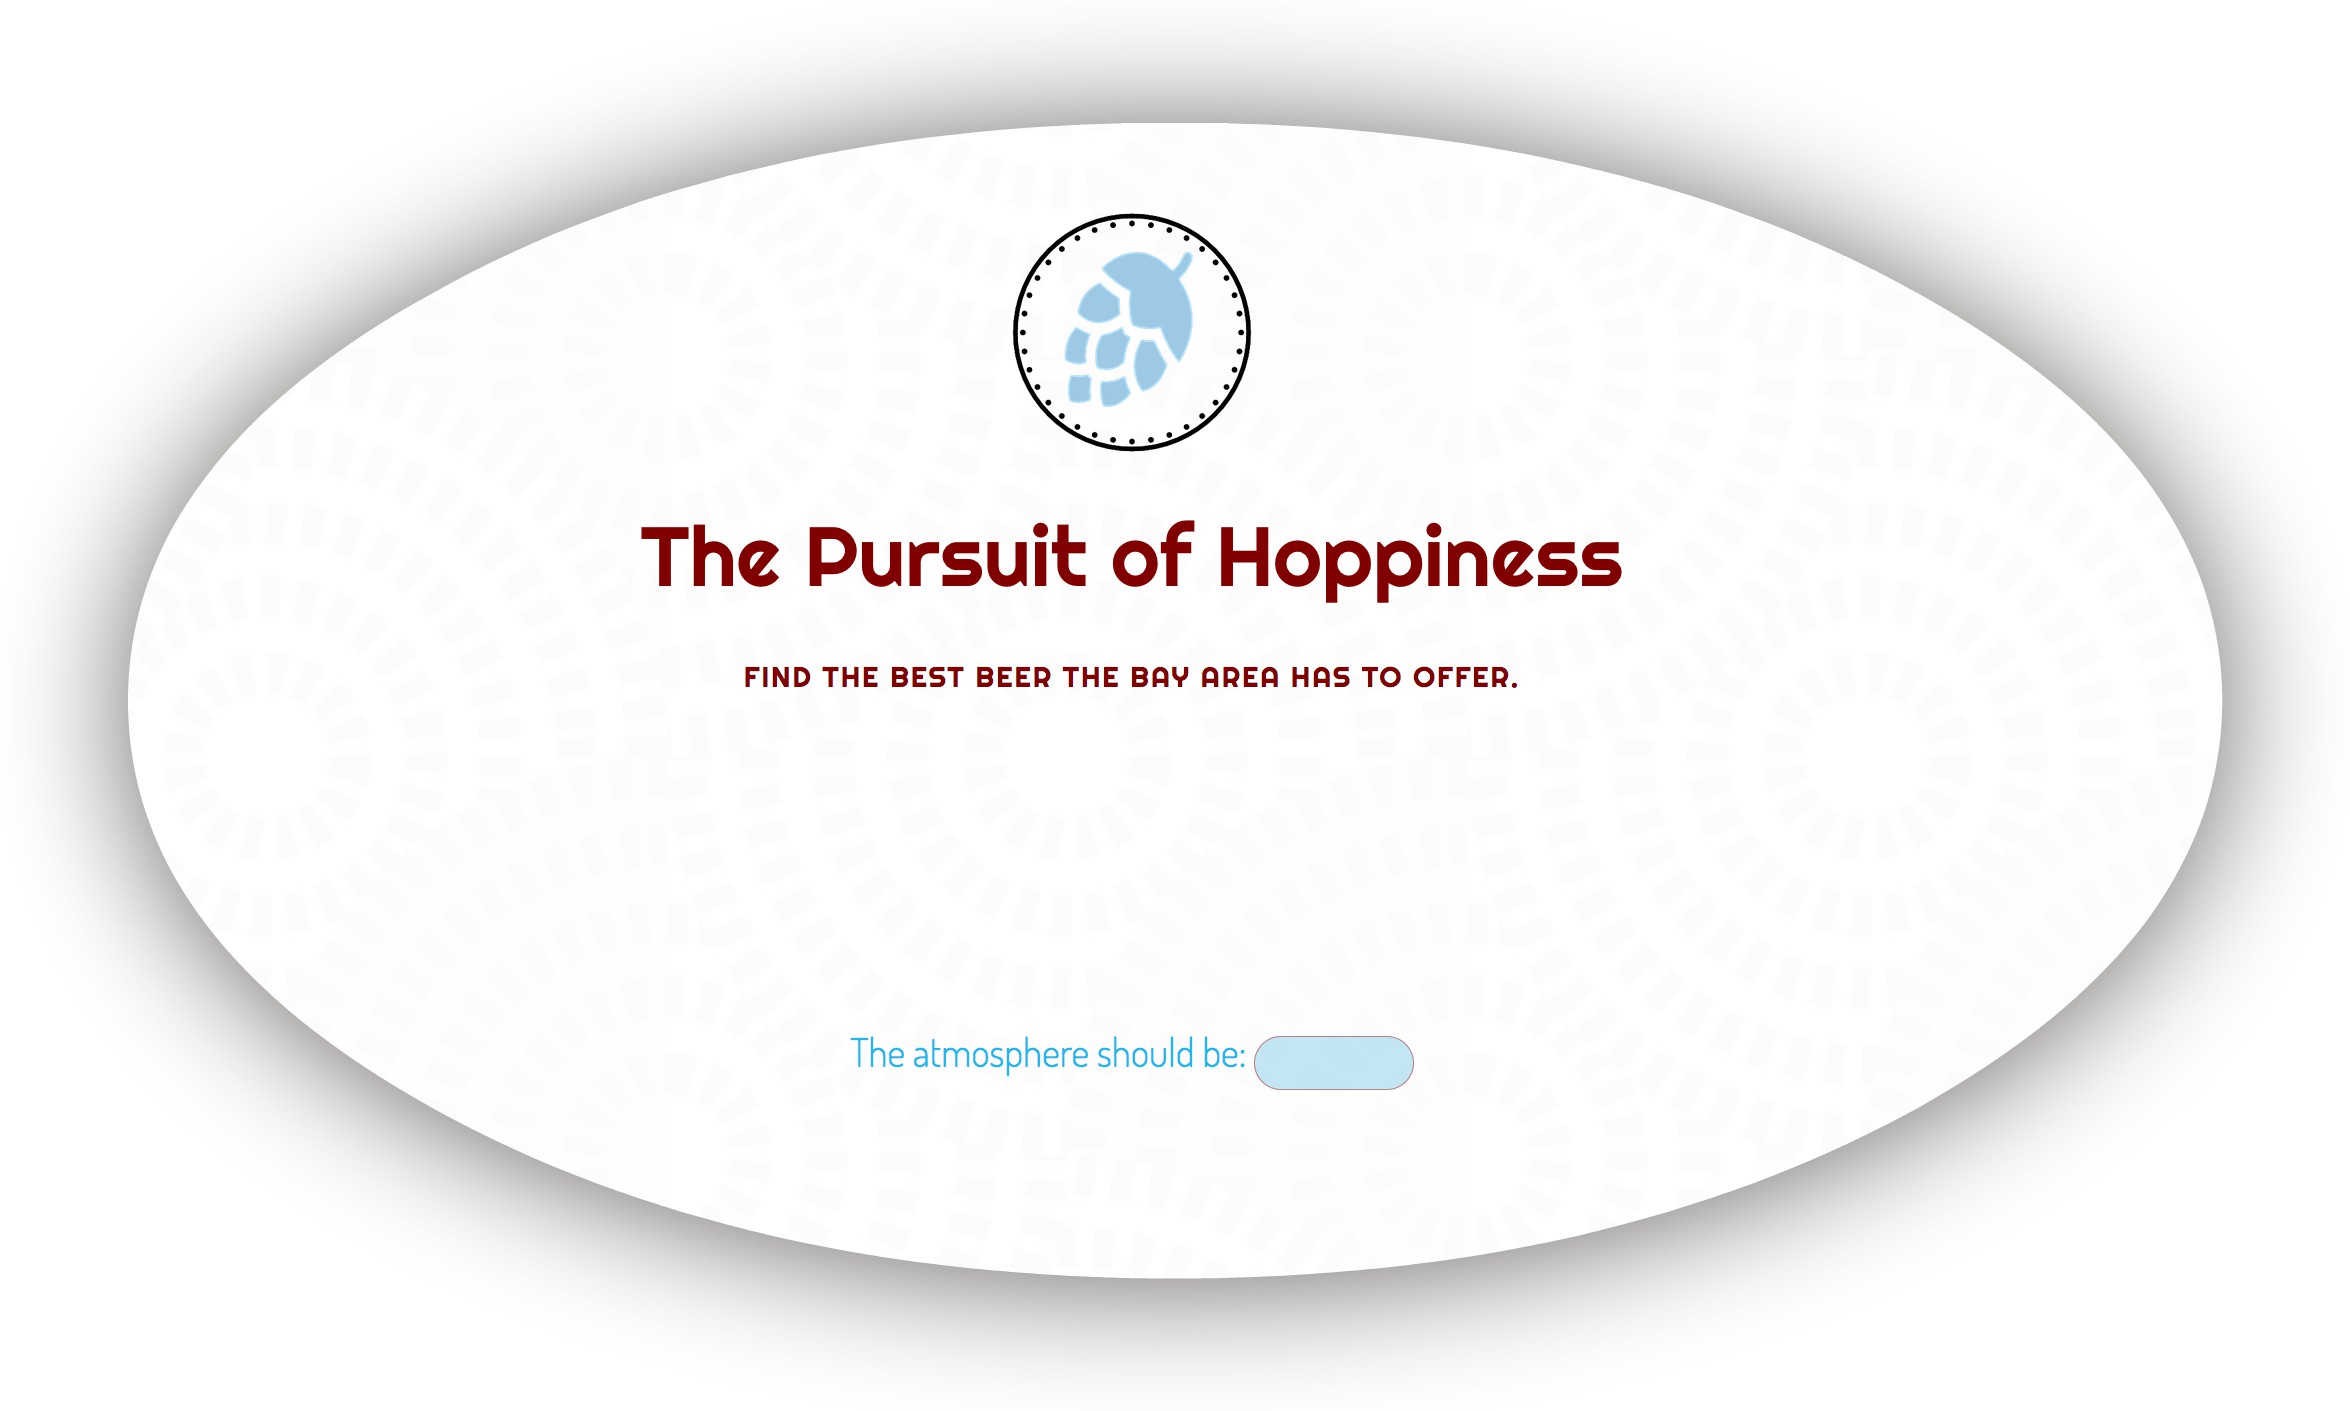 The Pursuit of Hoppiness
FIND THE BEST BEER THE BAY AREA HAS TO OFFER.
The atmosphere should be: